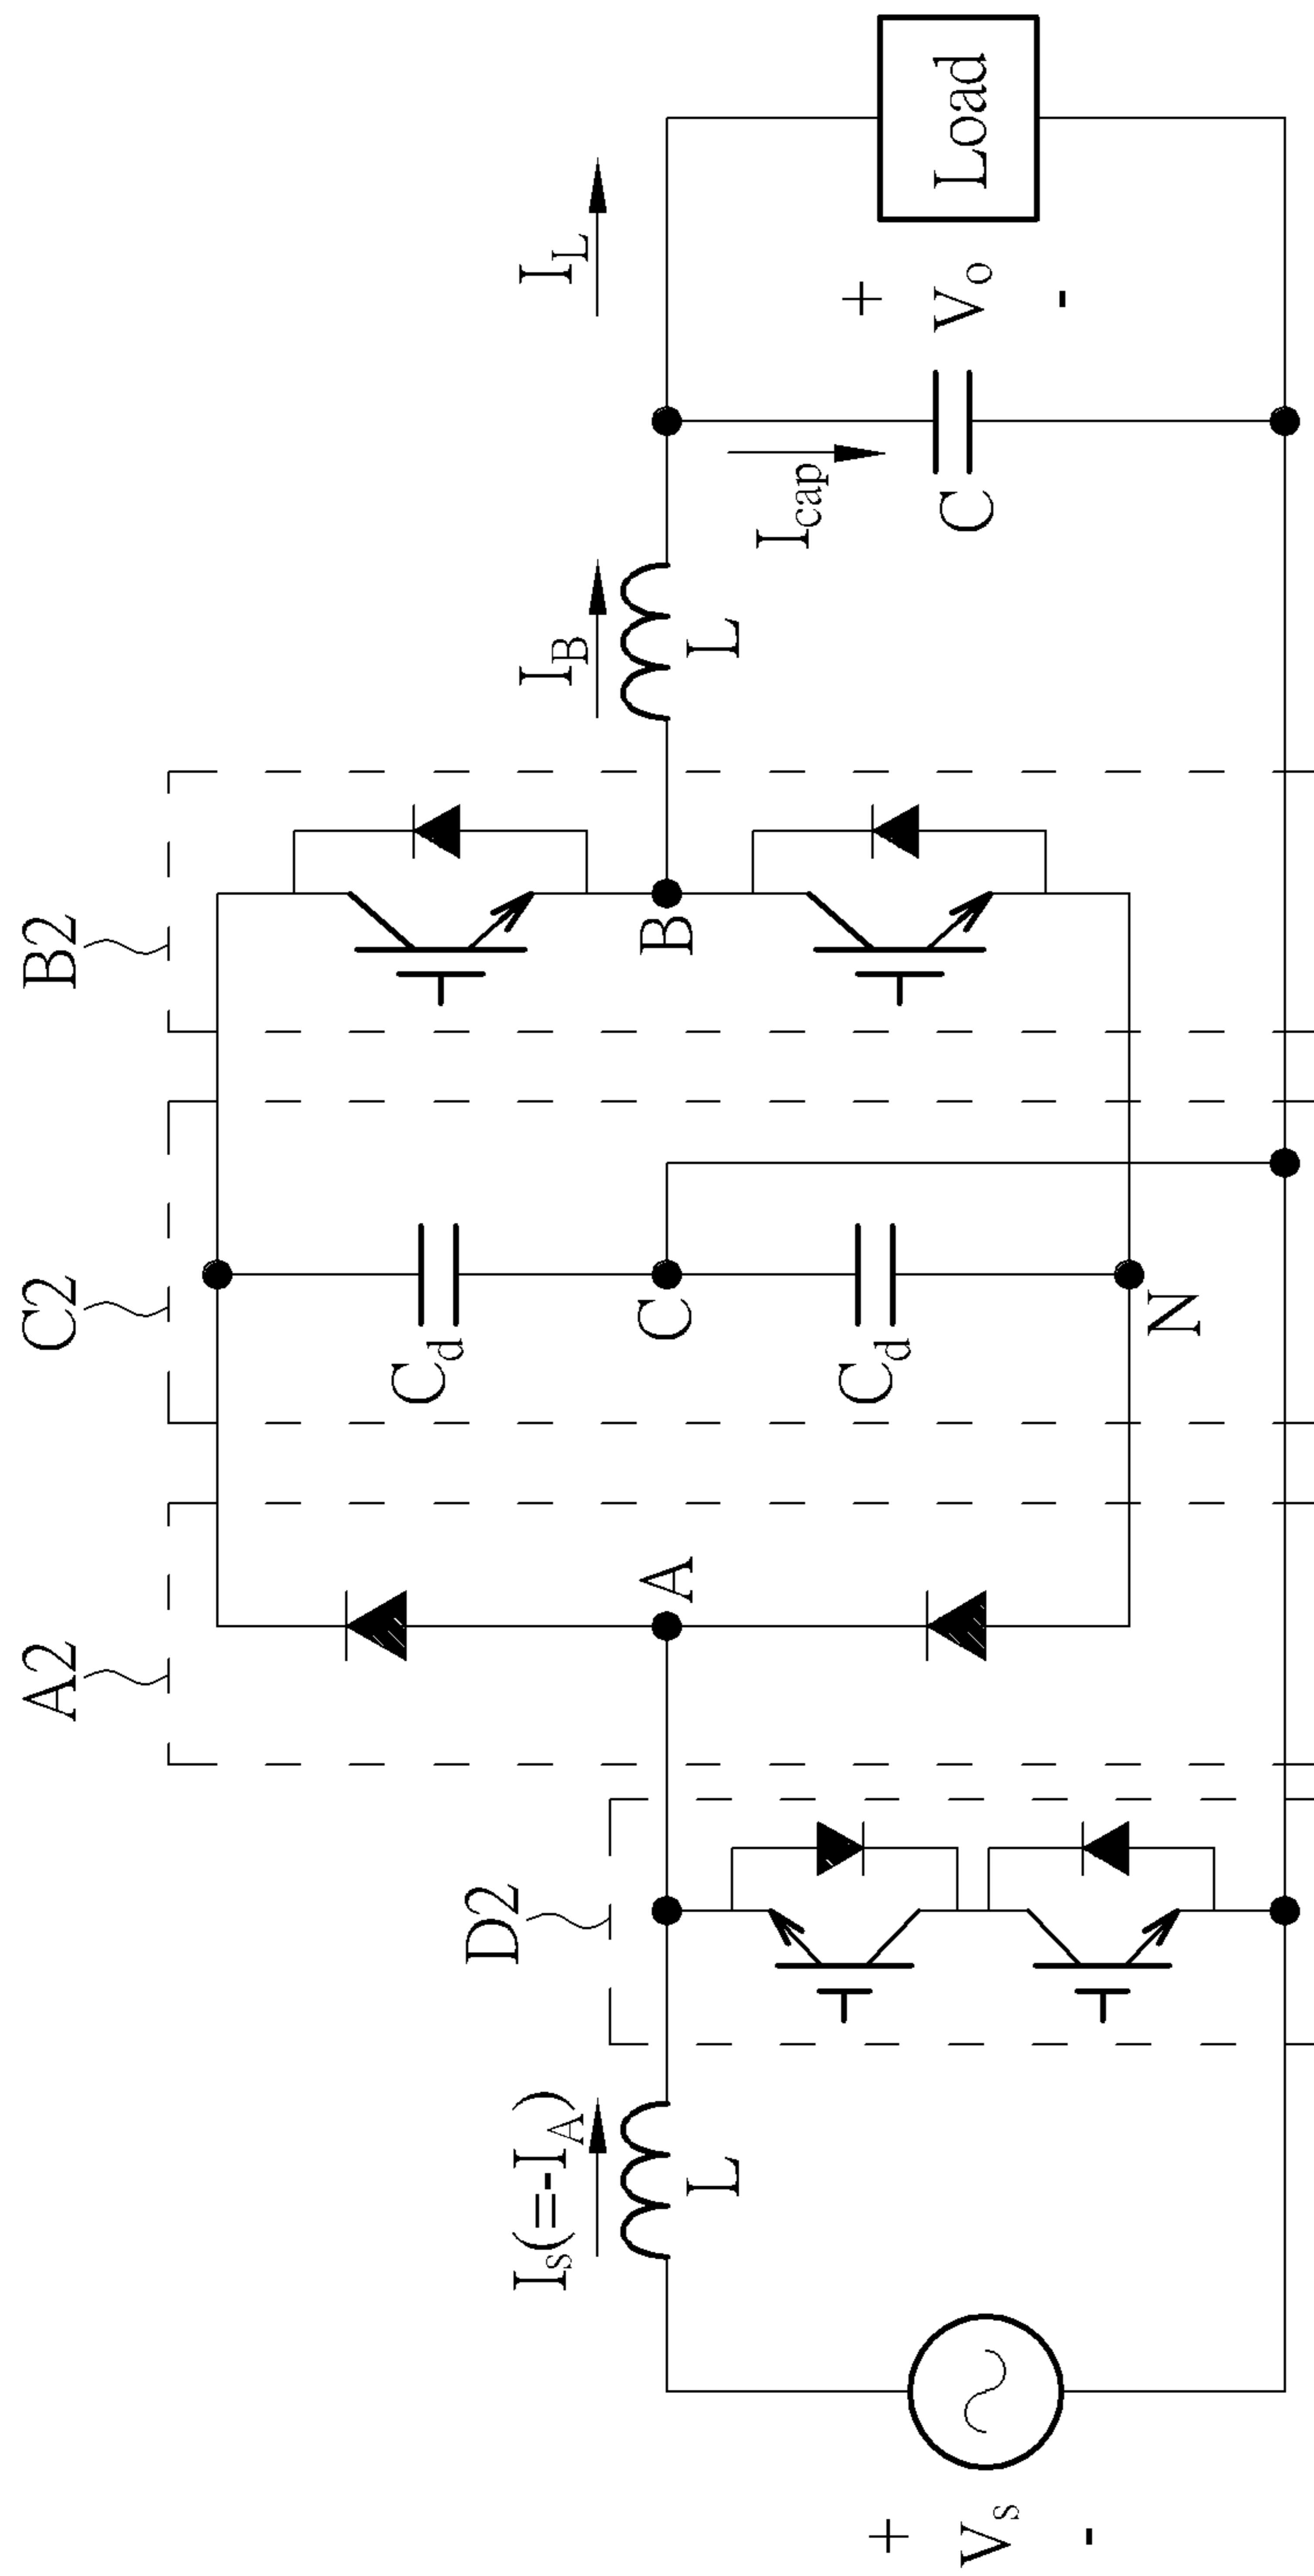 A2
C2
B2
D2
I_s(=-I_A)
I_B
I_L
V_s
+
-
L
A
C_d
C
C_d
N
B
L
I_cap
C
+
V_o
-
Load